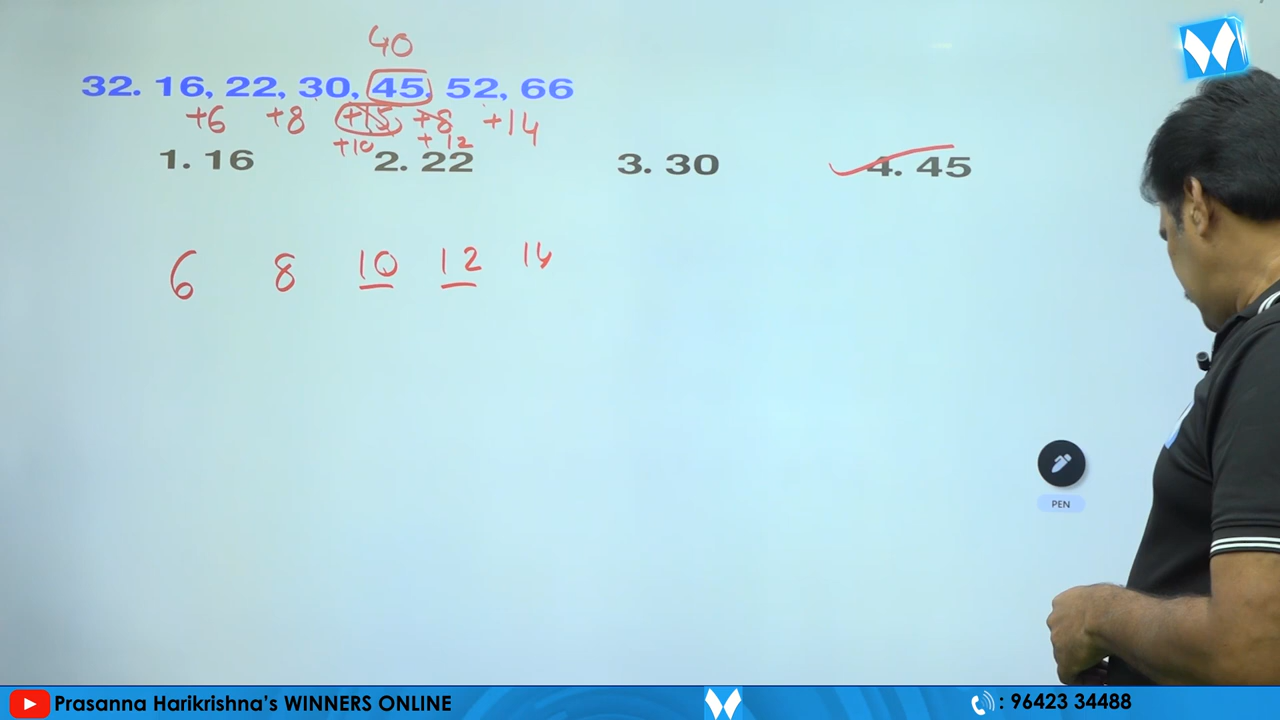 40
32. 16, 22, 30, 45, 52, 66
+6 +8 +15 +8 +14
+10 +12
1. 16 2. 22 3. 30 4. 45
6 8 10 12 14
PEN
Prasanna Harikrishna's WINNERS ONLINE : 96423 34488